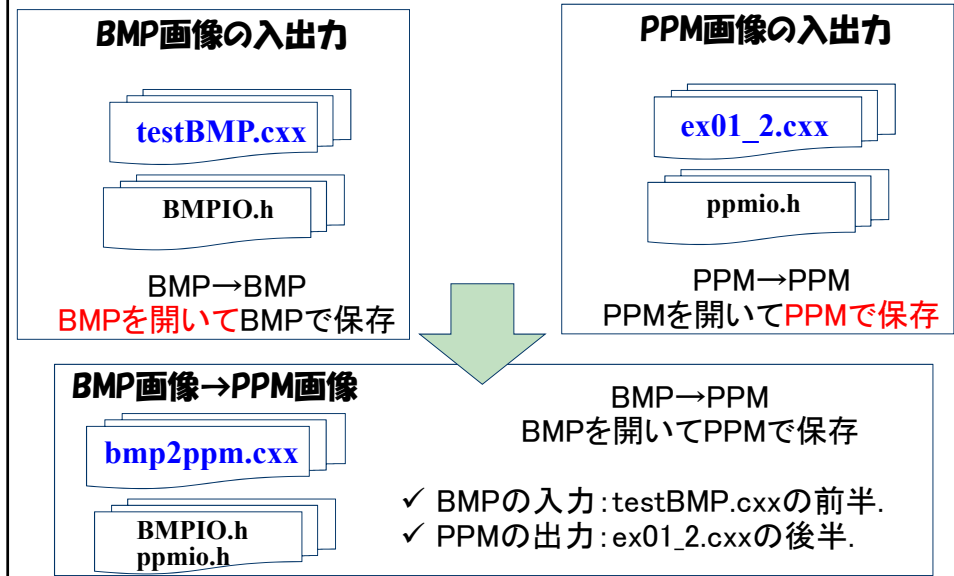 BMP画像の入出力
testBMP.cxx
BMPIO.h
BMP→BMP
BMPを開いてBMPで保存
PPM画像の入出力
ex01_2.cxx
ppmio.h
PPM→PPM
PPMを開いてPPMで保存
BMP画像→PPM画像
bmp2ppm.cxx
BMPIO.h
ppmio.h
BMP→PPM
BMPを開いてPPMで保存
✓ BMPの入力:testBMP.cxxの前半.
✓ PPMの出力:ex01_2.cxxの後半.